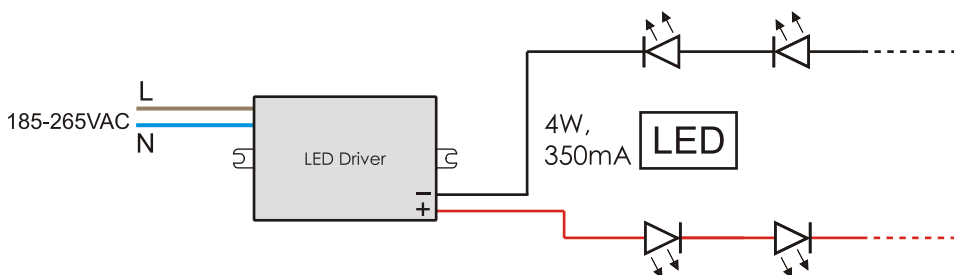 L
185-265VAC
N
LED Driver
−
+
4W,
350mA
LED